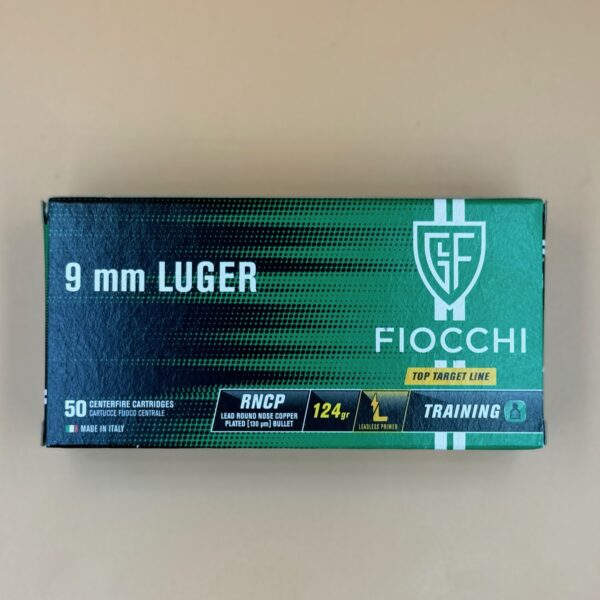 9 mm LUGER
GF
FIOCCHI
TOP TARGET LINE
50 CENTERFIRE CARTRIDGES
CARTUCCE FUOCO CENTRALE
MADE IN ITALY
RNCP
LEAD ROUND NOSE COPPER
PLATED [130 µm] BULLET
124gr
L
LEADLESS PRIMER
TRAINING